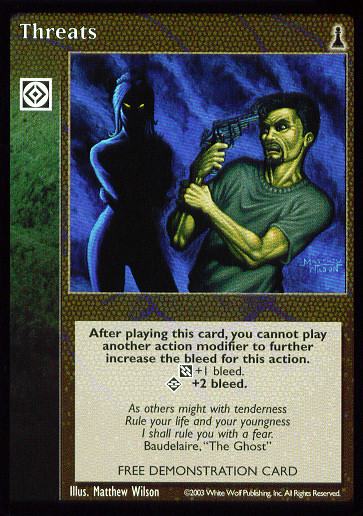 Threats
MATTHEW
WILSON
After playing this card, you cannot play
another action modifier to further
increase the bleed for this action.
+1 bleed.
+2 bleed.
As others might with tenderness
Rule your life and your youngness
I shall rule you with a fear.
Baudelaire, "The Ghost"
FREE DEMONSTRATION CARD
Illus. Matthew Wilson ©2003 White Wolf Publishing, Inc. All Rights Reserved.